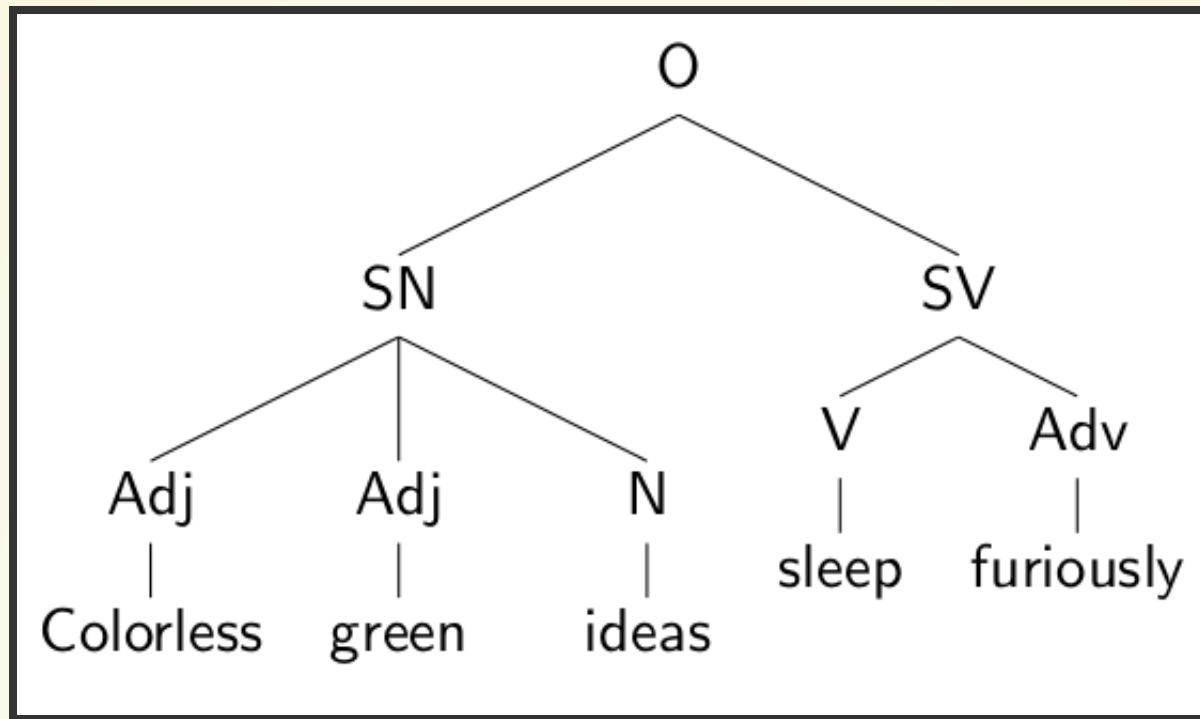 O
SN SV
V Adv
Adj Adj N
sleep furiously
Colorless green ideas